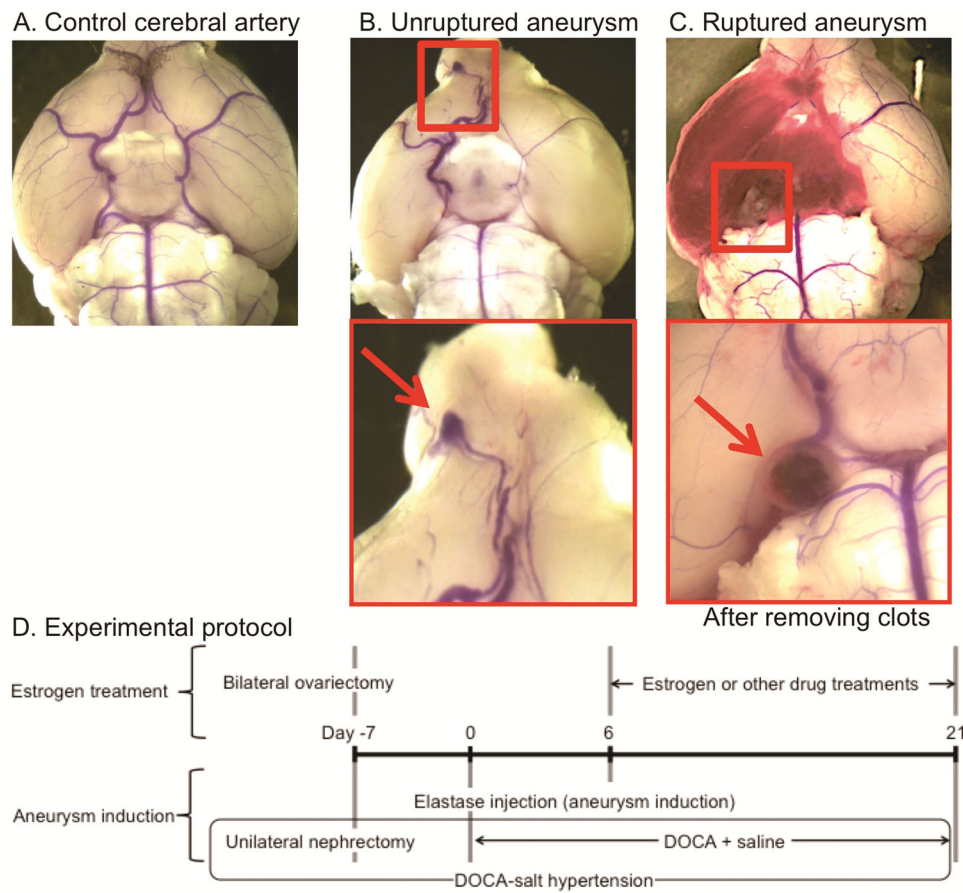 A. Control cerebral artery
B. Unruptured aneurysm
C. Ruptured aneurysm
After removing clots
D. Experimental protocol
Estrogen treatment
Bilateral ovariectomy
Estrogen or other drug treatments
Day -7
0
6
21
Aneurysm induction
Elastase injection (aneurysm induction)
Unilateral nephrectomy
DOCA + saline
DOCA-salt hypertension